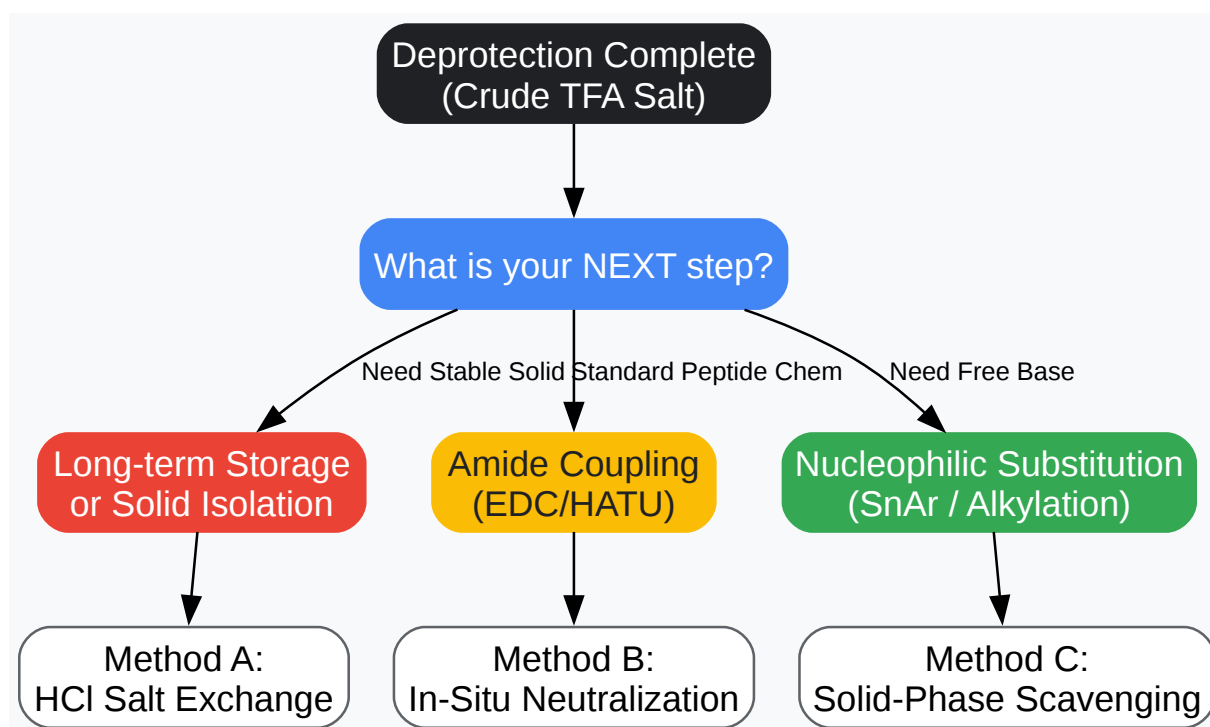 Deprotection Complete
(Crude TFA Salt)
What is your NEXT step?
Need Stable Solid
Standard Peptide Chem
Need Free Base
Long-term Storage
or Solid Isolation
Amide Coupling
(EDC/HATU)
Nucleophilic Substitution
(SnAr / Alkylation)
Method A:
HCl Salt Exchange
Method B:
In-Situ Neutralization
Method C:
Solid-Phase Scavenging